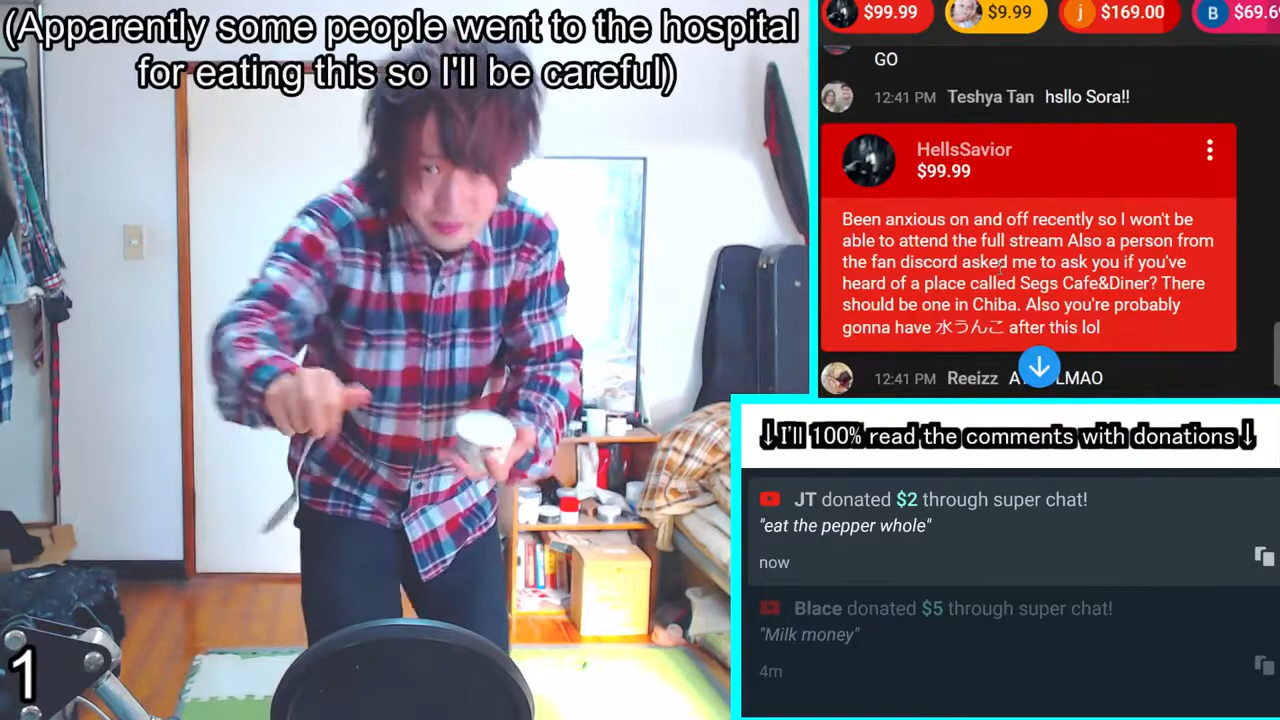 (Apparently some people went to the hospital
for eating this so I'll be careful)
1
$99.99
$9.99
j $169.00
B
GO
12:41 PM Teshya Tan hsllo Sora!!
HellsSavior
$99.99
Been anxious on and off recently so I won't be
able to attend the full stream Also a person from
the fan discord asked me to ask you if you've
heard of a place called Segs Cafe&Diner? There
should be one in Chiba. Also you're probably
gonna have 水うんこ after this lol
12:41 PM Reeizz LMAO
↓I'll 100% read the comments with donations↓
JT donated $2 through super chat!
"eat the pepper whole"
now
Blace donated $5 through super chat!
"Milk money"
4m